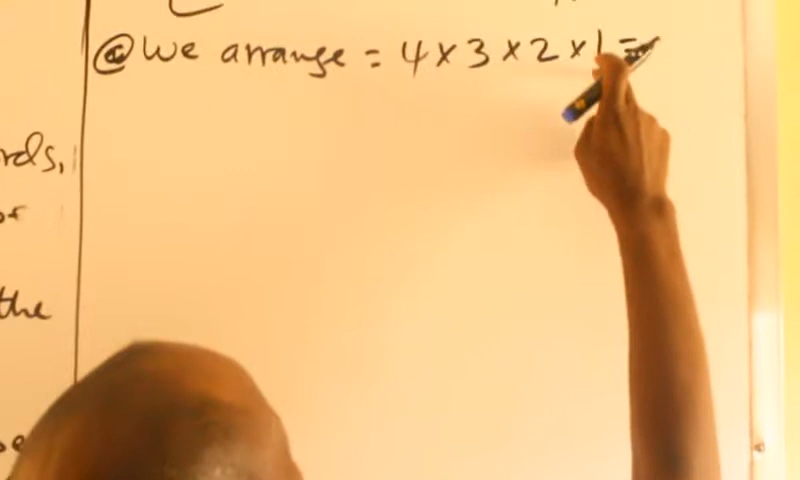 ⓐ We arrange = 4 × 3 × 2 × 1 =
rds,
or
the